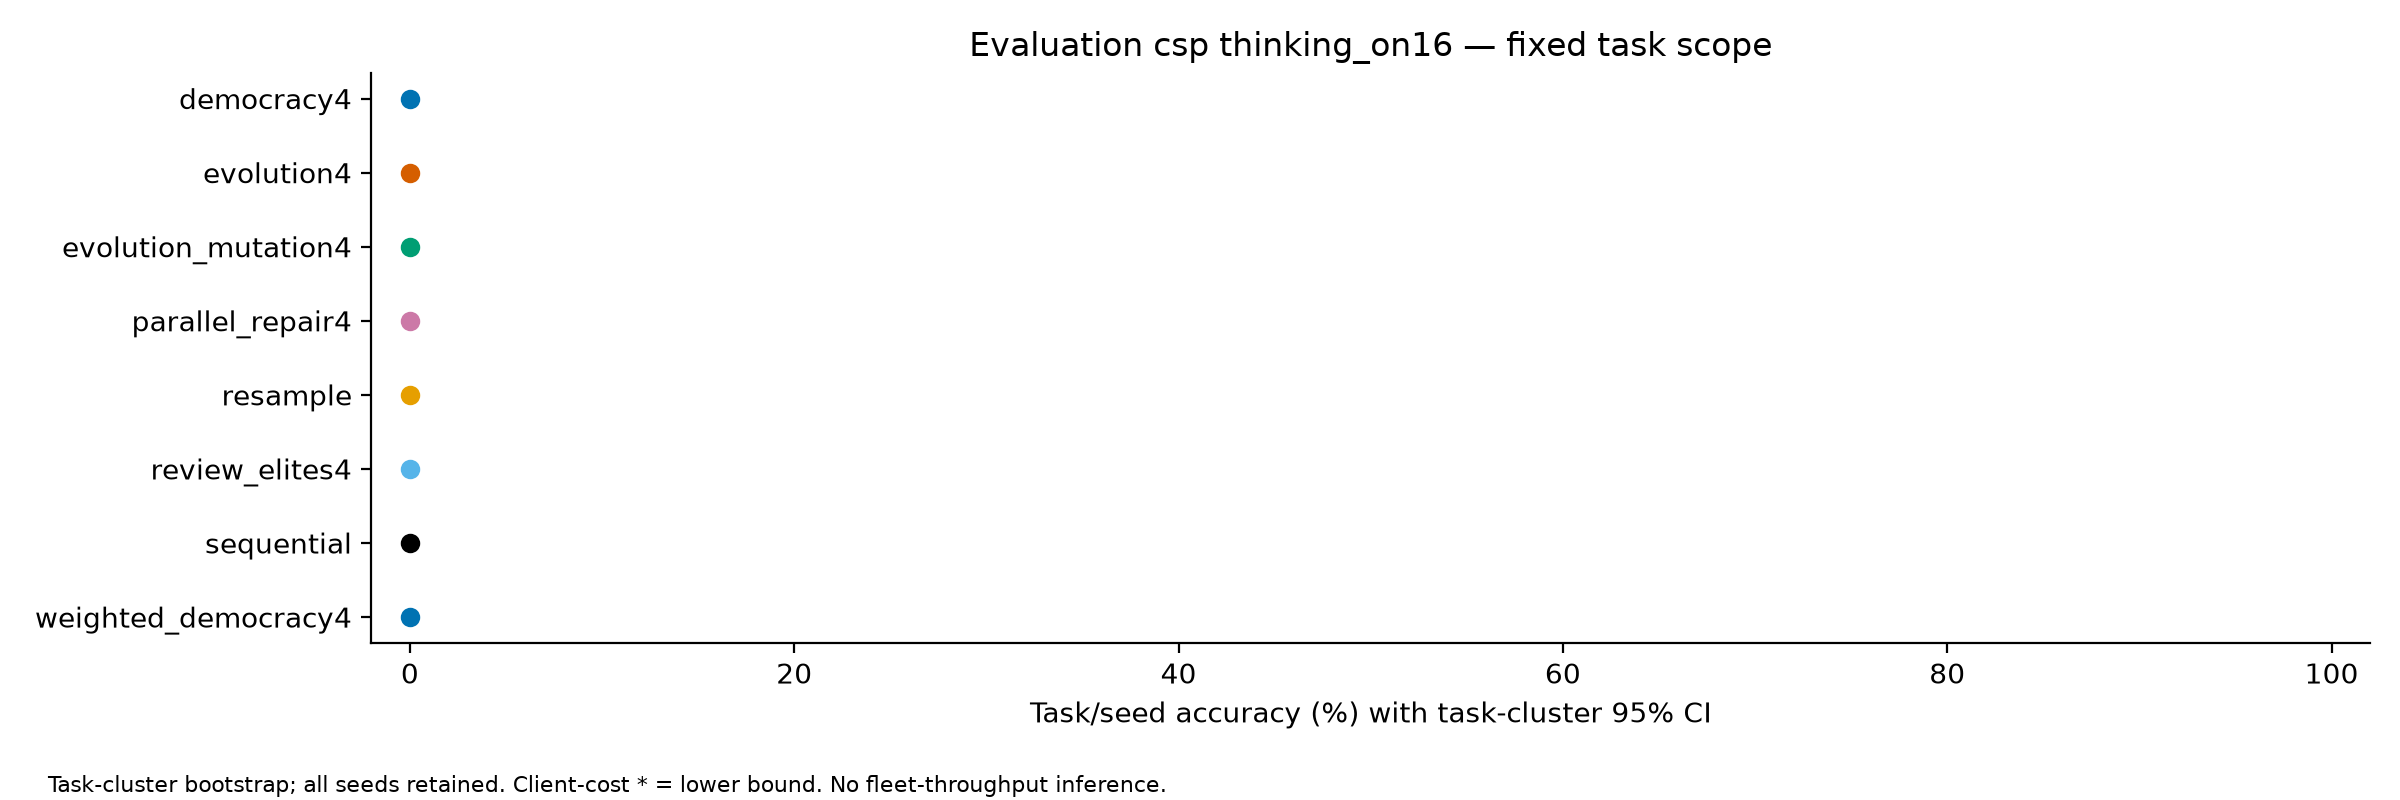 Evaluation csp thinking_on16 — fixed task scope
democracy4
evolution4
evolution_mutation4
parallel_repair4
resample
review_elites4
sequential
weighted_democracy4
0 20 40 60 80 100
Task/seed accuracy (%) with task-cluster 95% CI
Task-cluster bootstrap; all seeds retained. Client-cost * = lower bound. No fleet-throughput inference.